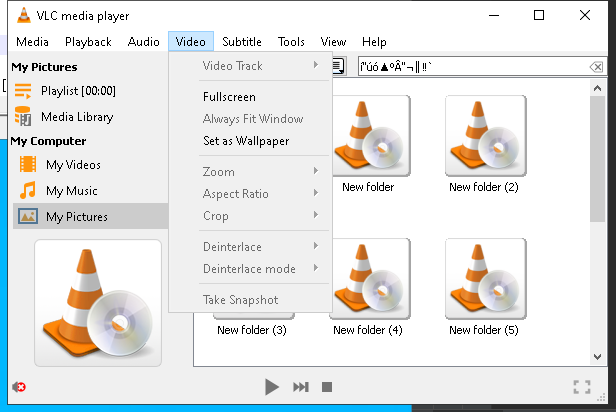 VLC media player
Media Playback Audio Video Subtitle Tools View Help
My Pictures
Playlist [00:00]
Media Library
My Computer
My Videos
My Music
My Pictures
Video Track
Fullscreen
Always Fit Window
Set as Wallpaper
Zoom
Aspect Ratio
Crop
Deinterlace
Deinterlace mode
Take Snapshot
New folder
New folder (2)
New folder (3)
New folder (4)
New folder (5)